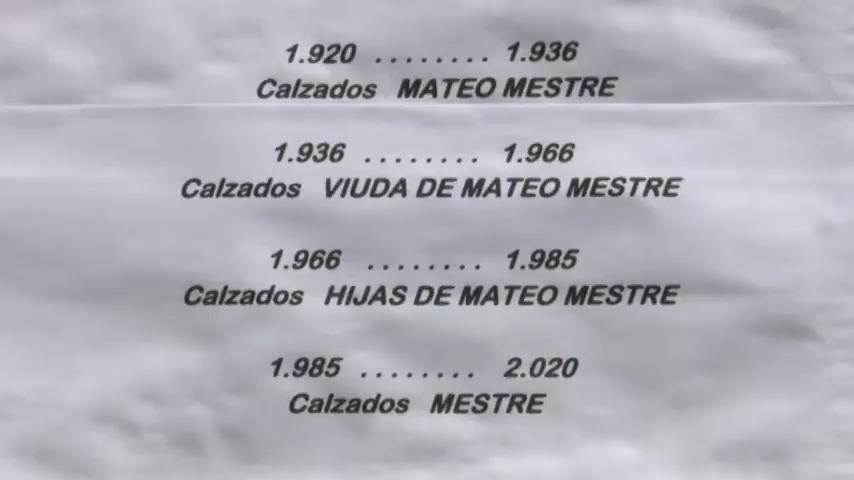 1.920 ........ 1.936
Calzados MATEO MESTRE
1.936 ........ 1.966
Calzados VIUDA DE MATEO MESTRE
1.966 ........ 1.985
Calzados HIJAS DE MATEO MESTRE
1.985 ........ 2.020
Calzados MESTRE